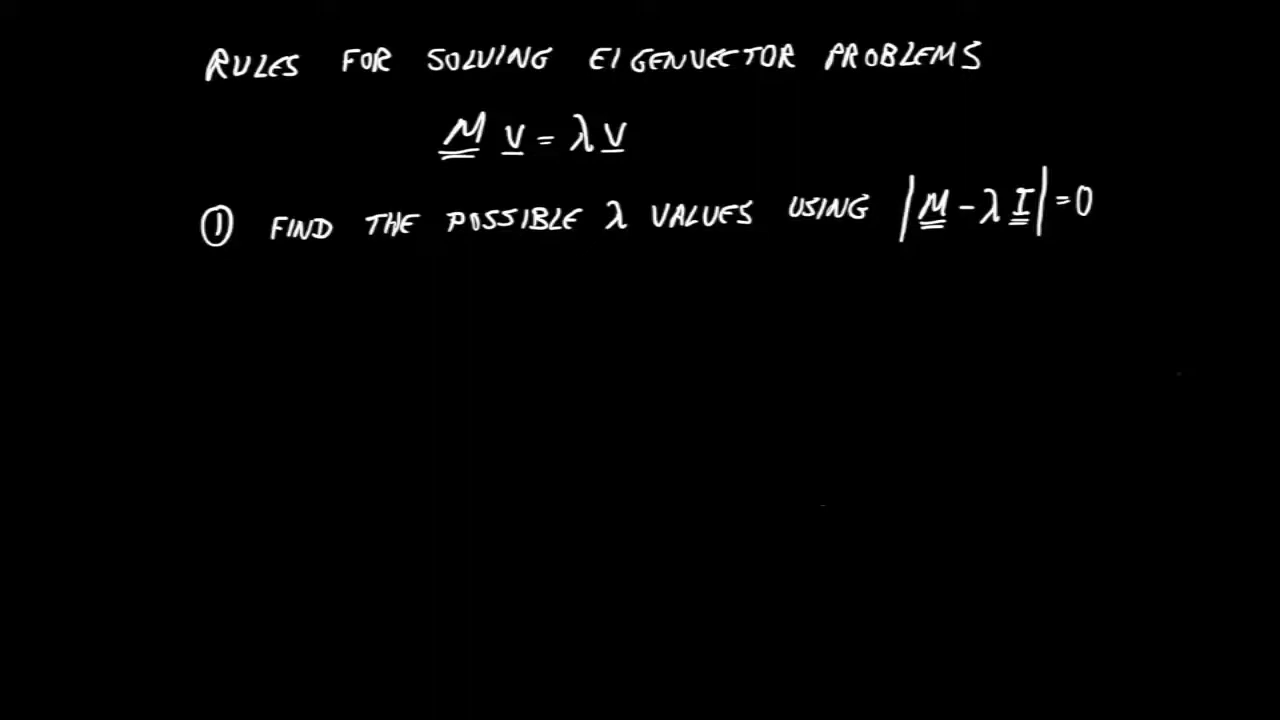 RULES FOR SOLVING EIGENVECTOR PROBLEMS
M v = λ v
① FIND THE POSSIBLE λ VALUES USING |M - λ I| = 0